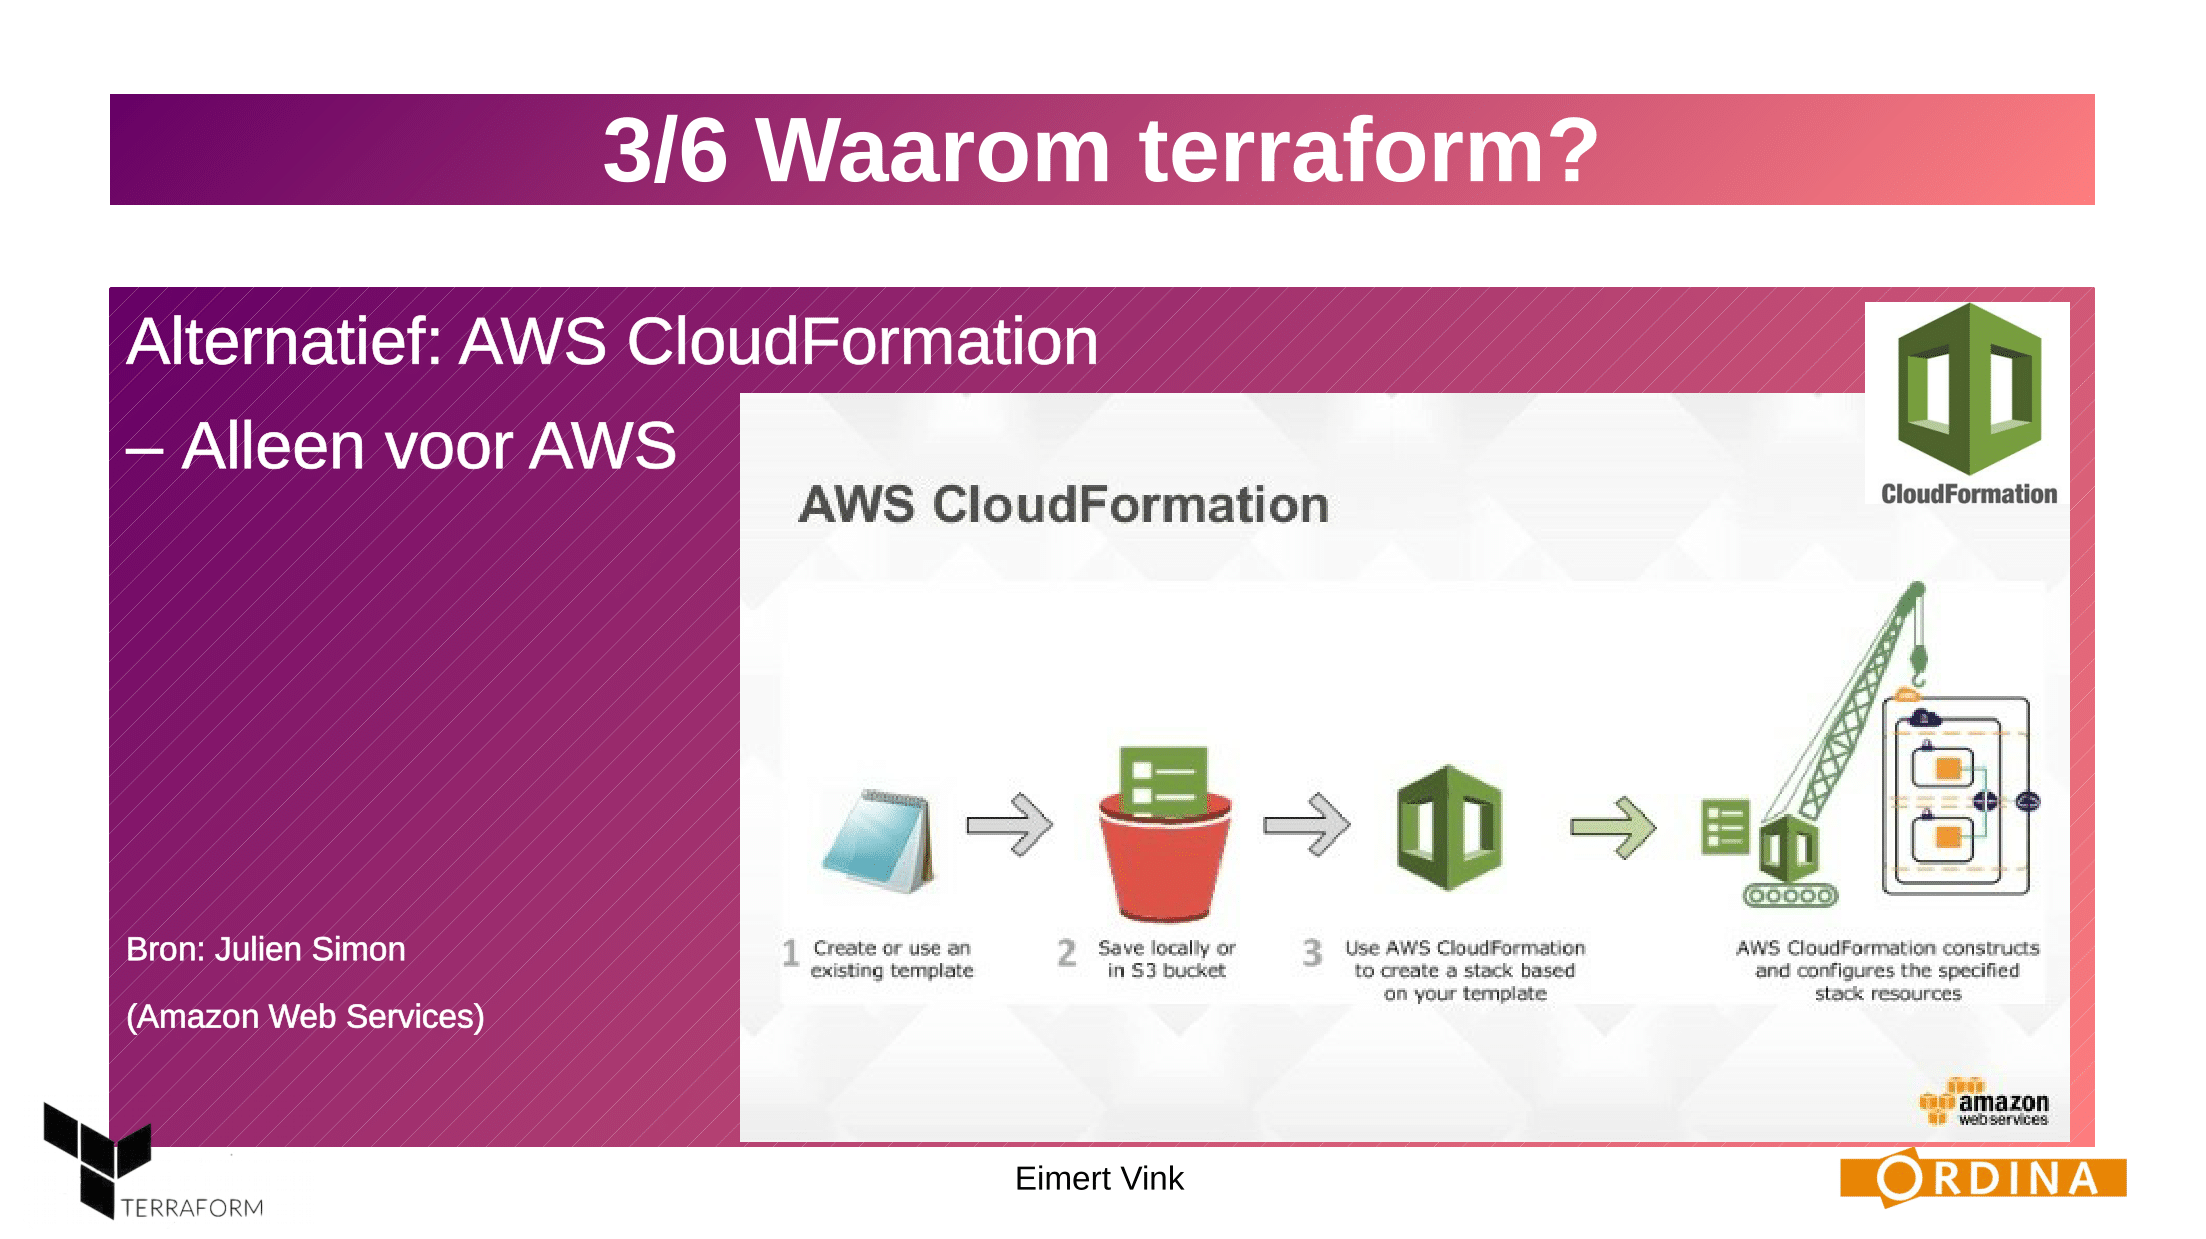 3/6 Waarom terraform?
Alternatief: AWS CloudFormation
– Alleen voor AWS
CloudFormation
AWS CloudFormation
1 Create or use an
existing template
2 Save locally or
in S3 bucket
3 Use AWS CloudFormation
to create a stack based
on your template
AWS CloudFormation constructs
and configures the specified
stack resources
Bron: Julien Simon
(Amazon Web Services)
amazon
webservices
TERRAFORM
Eimert Vink
ORDINA